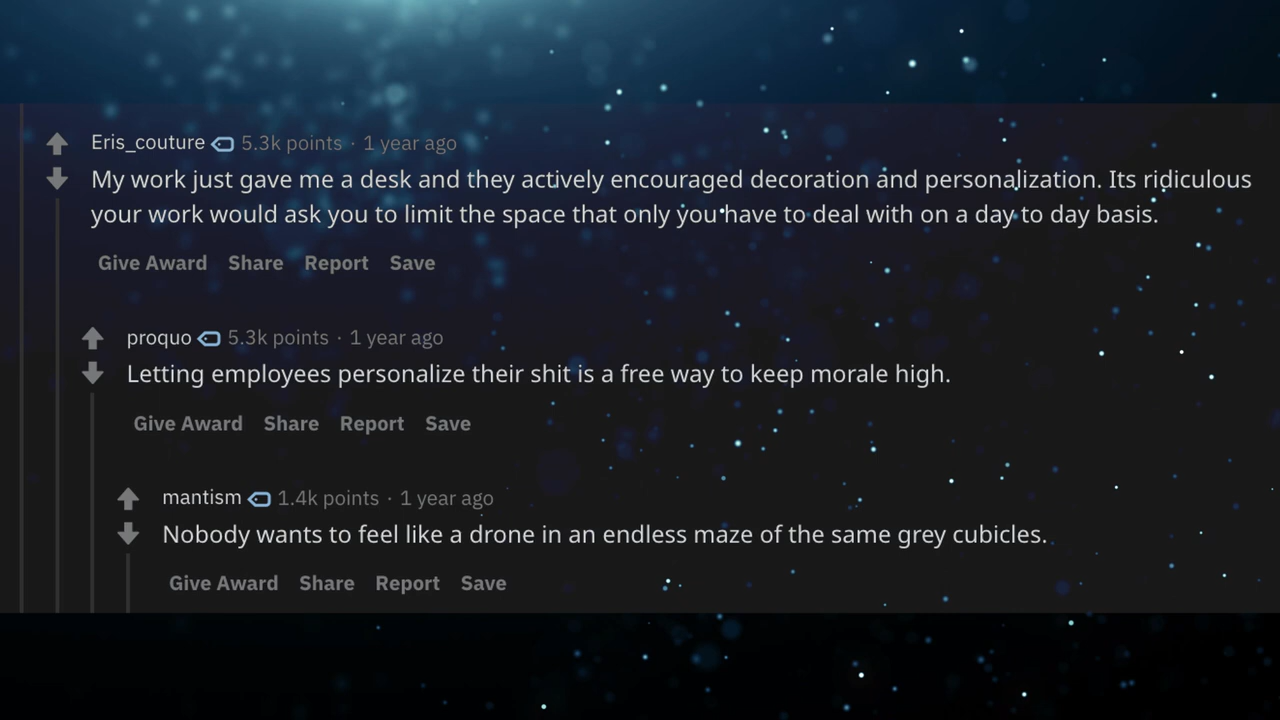 Eris_couture 5.3k points · 1 year ago
My work just gave me a desk and they actively encouraged decoration and personalization. Its ridiculous
your work would ask you to limit the space that only you have to deal with on a day to day basis.
Give Award Share Report Save
proquo 5.3k points · 1 year ago
Letting employees personalize their shit is a free way to keep morale high.
Give Award Share Report Save
mantism 1.4k points · 1 year ago
Nobody wants to feel like a drone in an endless maze of the same grey cubicles.
Give Award Share Report Save